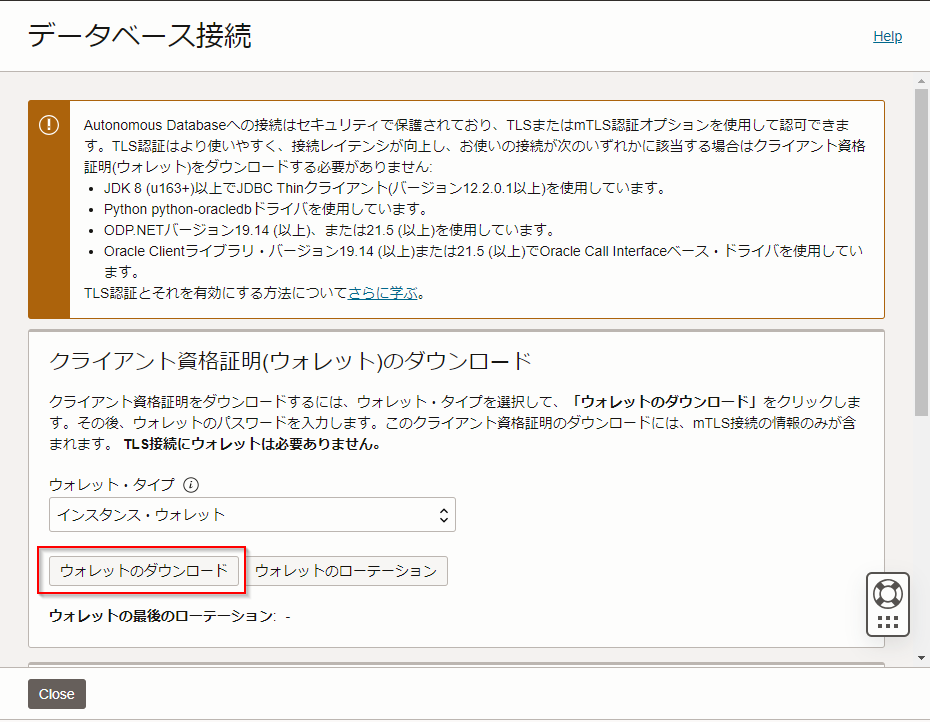 データベース接続
Help
Autonomous Databaseへの接続はセキュリティで保護されており、TLSまたはmTLS認証オプションを使用して認可できま
す。TLS認証はより使いやすく、接続レイテンシが向上し、お使いの接続が次のいずれかに該当する場合はクライアント資格
証明(ウォレット)をダウンロードする必要がありません:
• JDK 8 (u163+)以上でJDBC Thinクライアント(バージョン12.2.0.1以上)を使用しています。
• Python python-oracledbドライバを使用しています。
• ODP.NETバージョン19.14 (以上)、または21.5 (以上)を使用しています。
• Oracle Clientライブラリ・バージョン19.14 (以上)または21.5 (以上)でOracle Call Interfaceベース・ドライバを使用してい
ます。
TLS認証とそれを有効にする方法についてさらに学ぶ。
クライアント資格証明(ウォレット)のダウンロード
クライアント資格証明をダウンロードするには、ウォレット・タイプを選択して、「ウォレットのダウンロード」をクリックしま
す。その後、ウォレットのパスワードを入力します。このクライアント資格証明のダウンロードには、mTLS接続の情報のみが含
まれます。 TLS接続にウォレットは必要ありません。
ウォレット・タイプ
インスタンス・ウォレット
ウォレットのダウンロード ウォレットのローテーション
ウォレットの最後のローテーション: -
Close